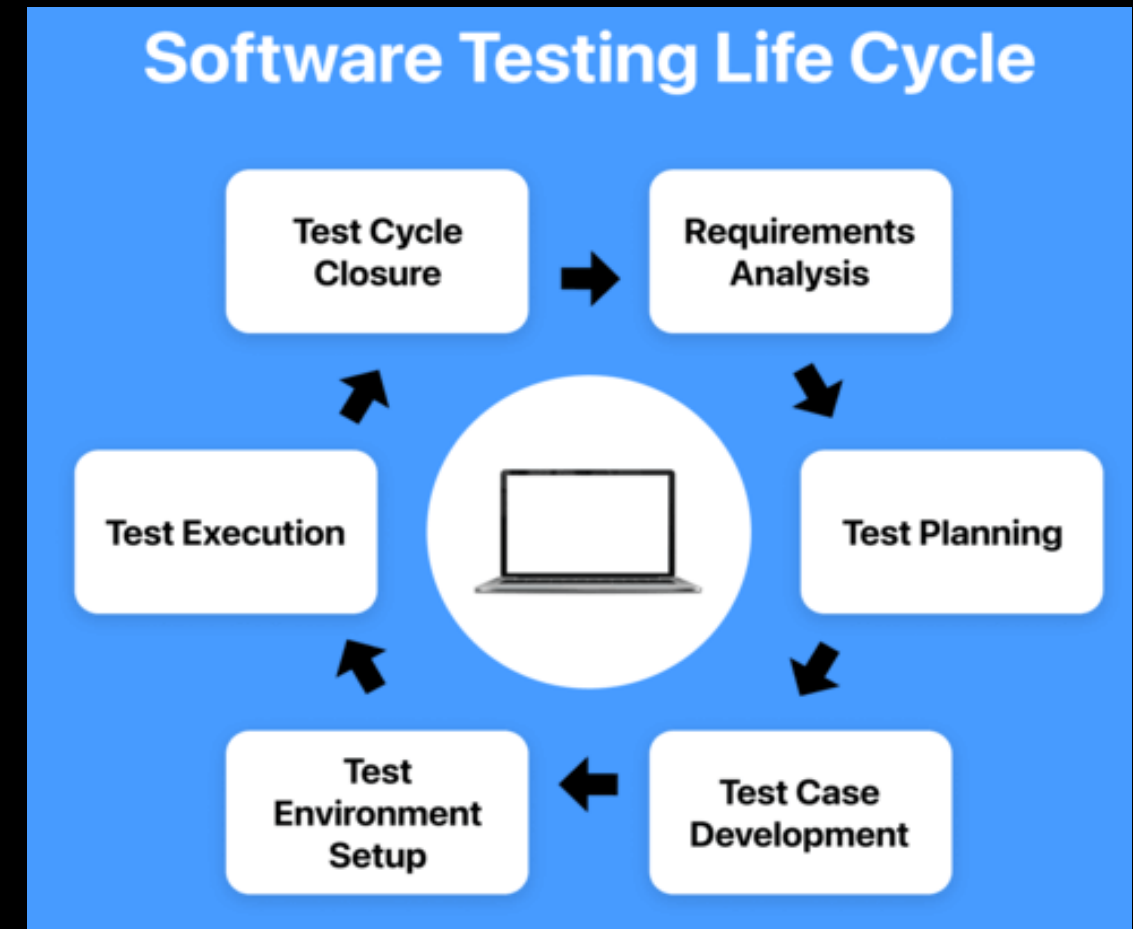 Software Testing Life Cycle
Test Cycle
Closure
Requirements
Analysis
Test Execution
Test Planning
Test
Environment
Setup
Test Case
Development